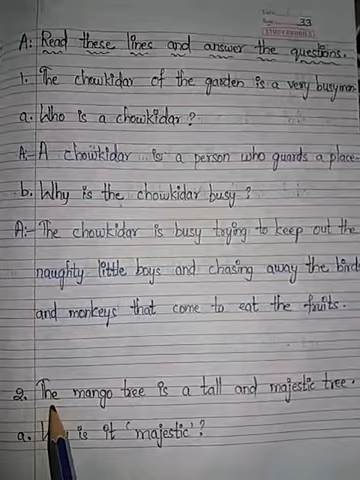 33
A: Read these lines and answer the questions.
1. The chowkidar of the garden is a very busy man
a. Who is a chowkidar?
A:- A chowkidar is a person who guards a place
b. Why is the chowkidar busy?
A:- The chowkidar is busy trying to keep out the
naughty little boys and chasing away the birds
and monkeys that come to eat the fruits.
2. The mango tree is a tall and majestic tree.
a. is it 'majestic'?